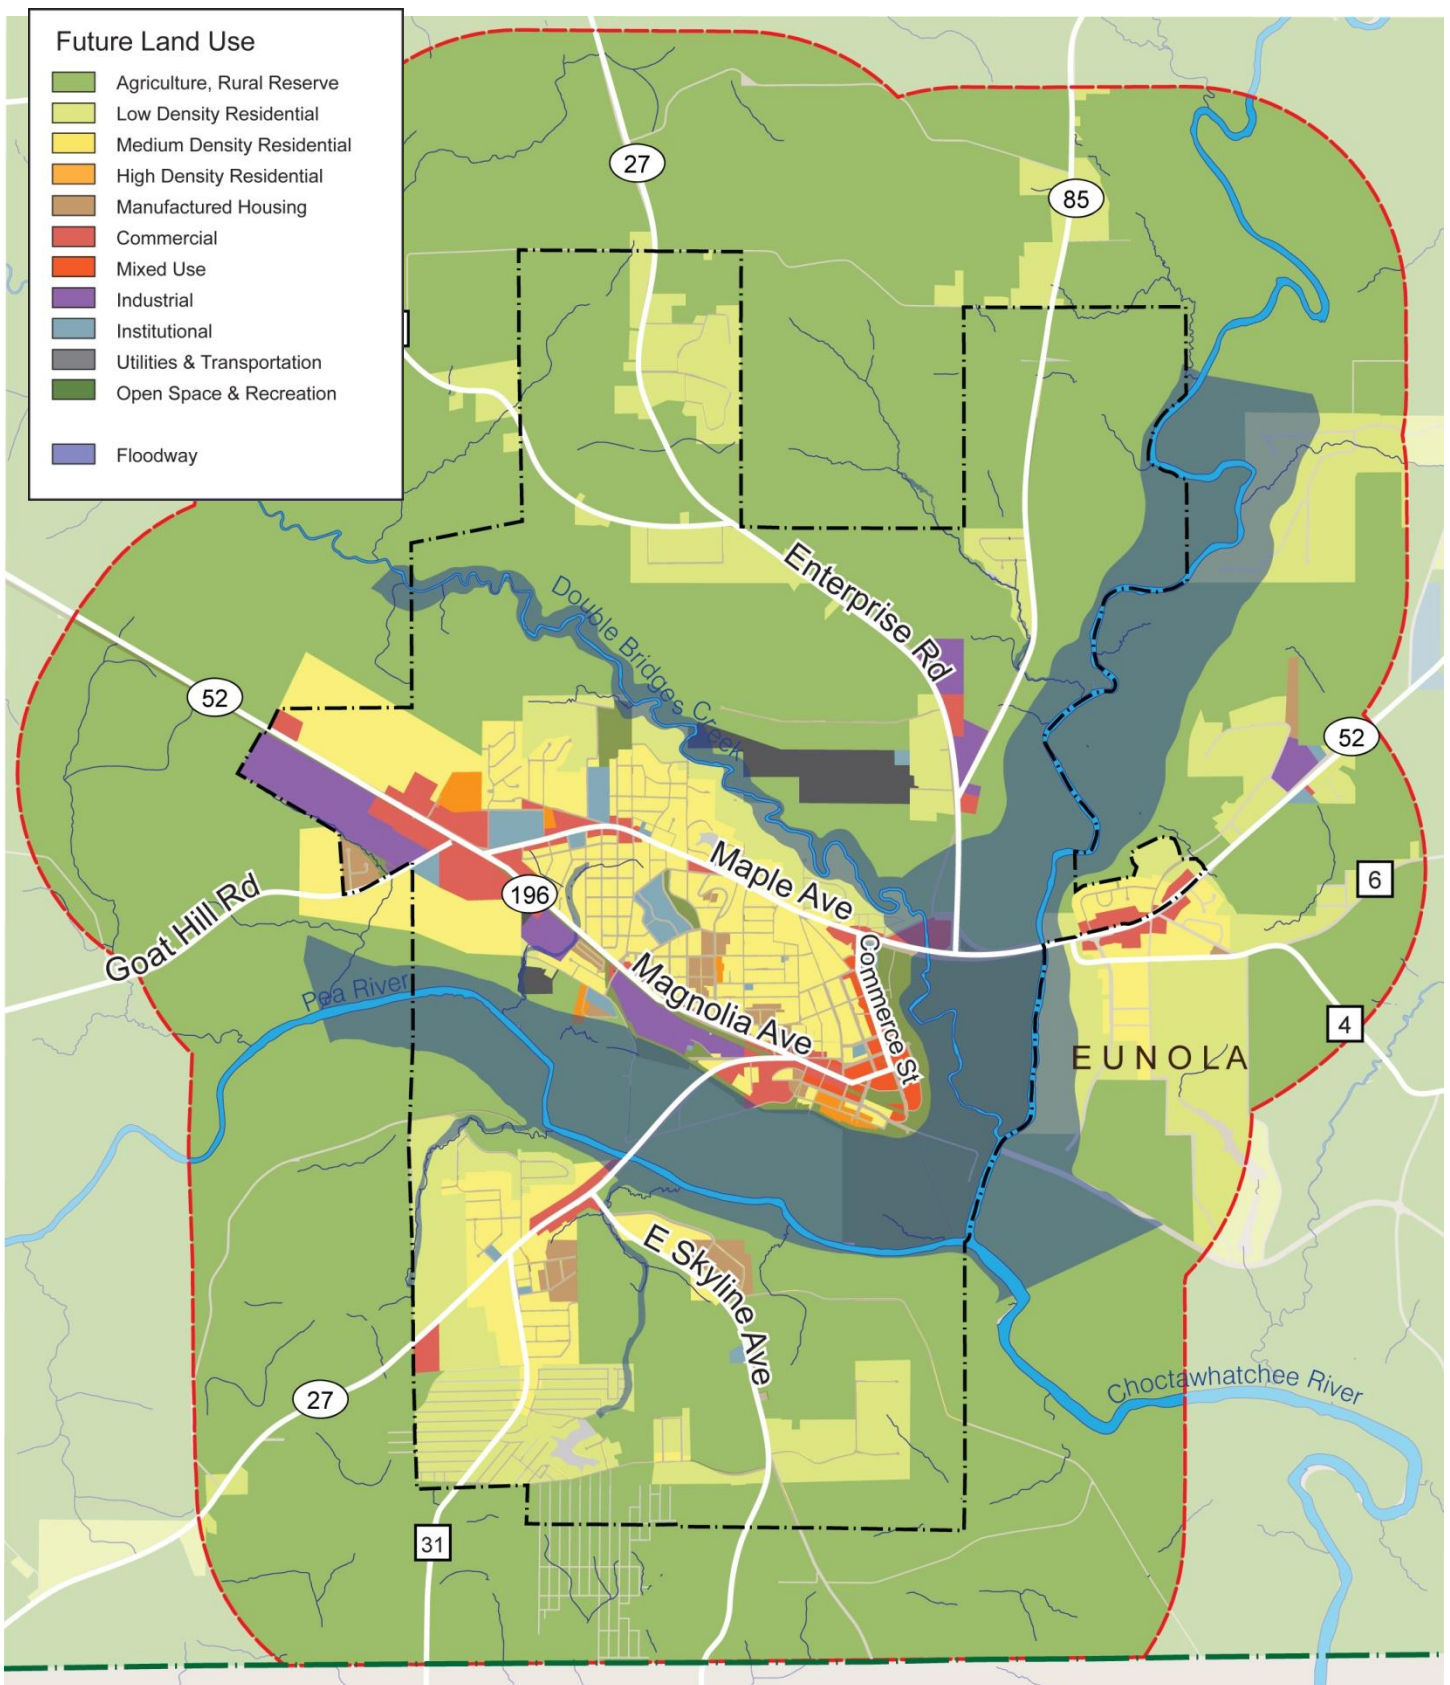 Future Land Use
Agriculture, Rural Reserve
Low Density Residential
Medium Density Residential
High Density Residential
Manufactured Housing
Commercial
Mixed Use
Industrial
Institutional
Utilities & Transportation
Open Space & Recreation
Floodway
27
85
Enterprise Rd
Double Bridges Creek
52
52
Maple Ave
6
196
Goat Hill Rd
Commerce St
Magnolia Ave
Pea River
4
EUNOLA
E Skyline Ave
27
Choctawhatchee River
31